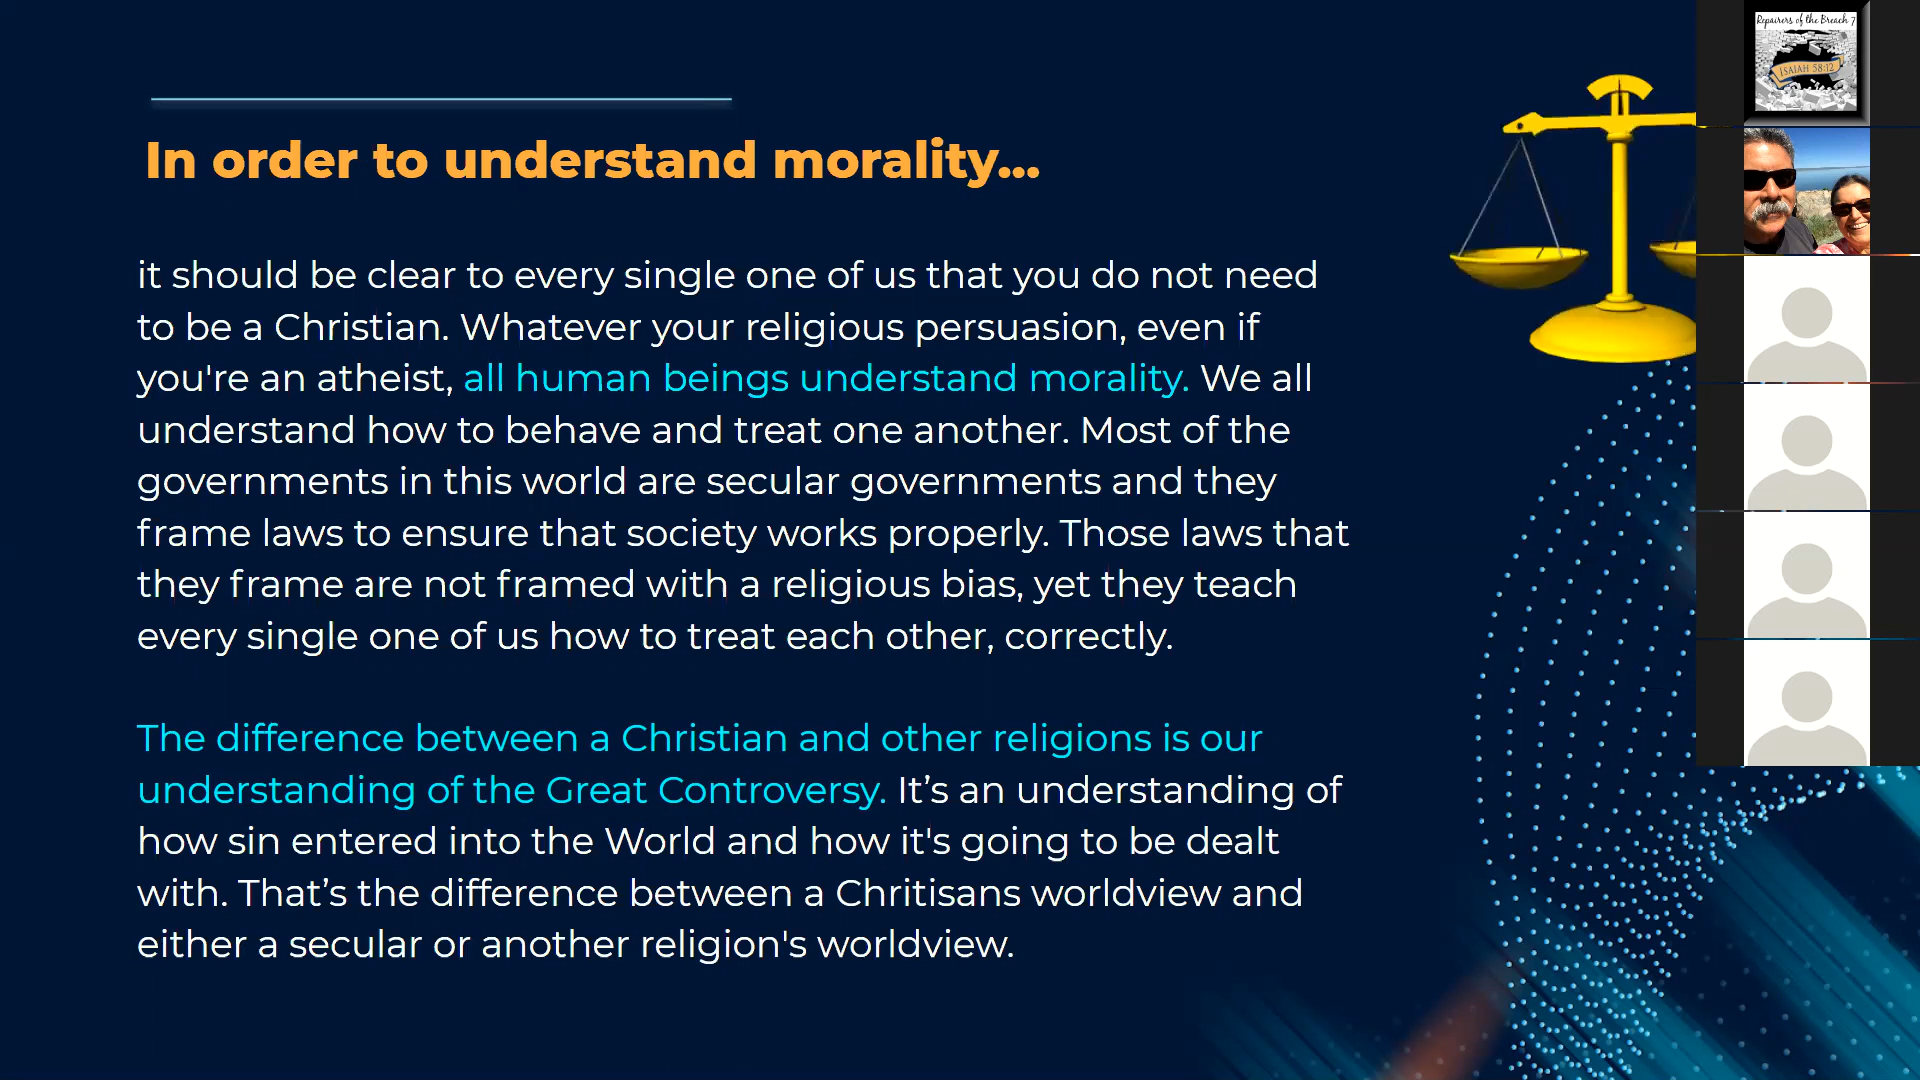 Repairers of the Breach 7
ISAIAH 58:12
In order to understand morality...
it should be clear to every single one of us that you do not need
to be a Christian. Whatever your religious persuasion, even if
you're an atheist, all human beings understand morality. We all
understand how to behave and treat one another. Most of the
governments in this world are secular governments and they
frame laws to ensure that society works properly. Those laws that
they frame are not framed with a religious bias, yet they teach
every single one of us how to treat each other, correctly.
The difference between a Christian and other religions is our
understanding of the Great Controversy. It’s an understanding of
how sin entered into the World and how it's going to be dealt
with. That’s the difference between a Chritisans worldview and
either a secular or another religion's worldview.